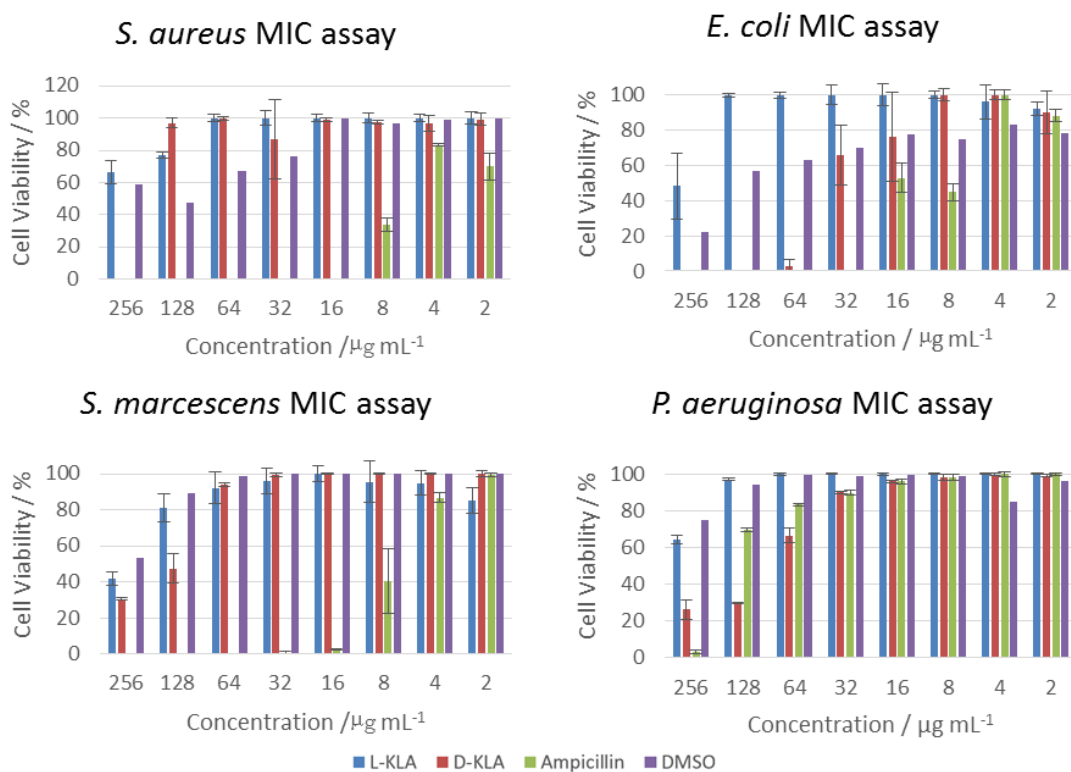 S. aureus MIC assay
Cell Viability / %
120
100
80
60
40
20
0
256 128 64 32 16 8 4 2
Concentration /μg mL-1
E. coli MIC assay
Cell Viability / %
100
80
60
40
20
0
256 128 64 32 16 8 4 2
Concentration / μg mL-1
S. marcescens MIC assay
Cell Viability / %
100
80
60
40
20
0
256 128 64 32 16 8 4 2
Concentration /μg mL-1
P. aeruginosa MIC assay
Cell Viability / %
100
80
60
40
20
0
256 128 64 32 16 8 4 2
Concentration / μg mL-1
L-KLA D-KLA Ampicillin DMSO